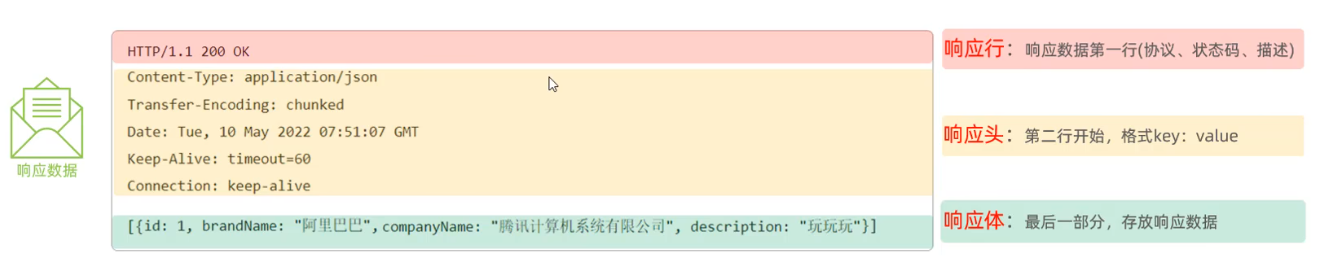 HTTP/1.1 200 OK
响应行：响应数据第一行(协议、状态码、描述)
Content-Type: application/json
Transfer-Encoding: chunked
Date: Tue, 10 May 2022 07:51:07 GMT
Keep-Alive: timeout=60
Connection: keep-alive
响应头：第二行开始，格式key：value
响应数据
[{id: 1, brandName: "阿里巴巴",companyName: "腾讯计算机系统有限公司", description: "玩玩玩"}]
响应体：最后一部分，存放响应数据